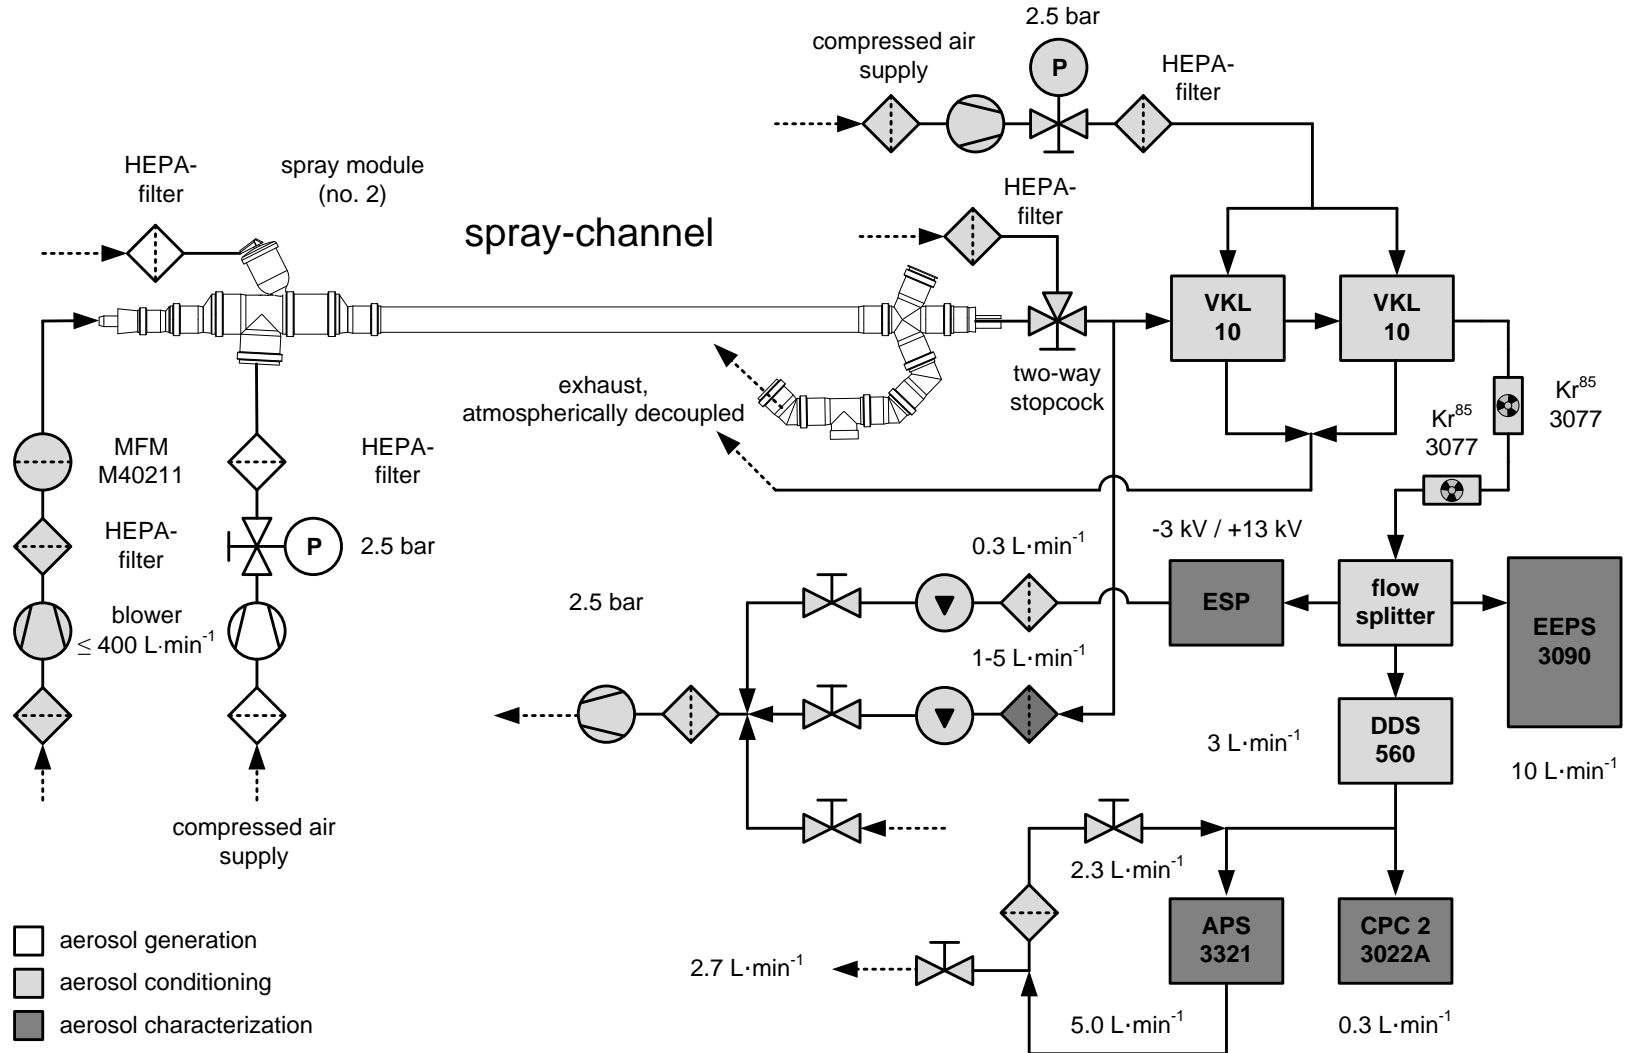 2.5 bar
compressed air
supply
P
HEPA-
filter
HEPA-
filter
spray module
(no. 2)
HEPA-
filter
spray-channel
VKL
10
VKL
10
two-way
stopcock
exhaust,
atmospherically decoupled
Kr85
3077
Kr85
3077
MFM
M40211
HEPA-
filter
HEPA-
filter
P
2.5 bar
-3 kV / +13 kV
0.3 L·min-1
blower
≤ 400 L·min-1
2.5 bar
ESP
flow
splitter
EEPS
3090
1-5 L·min-1
DDS
560
3 L·min-1
10 L·min-1
compressed air
supply
2.3 L·min-1
APS
3321
CPC 2
3022A
2.7 L·min-1
5.0 L·min-1
0.3 L·min-1
aerosol generation
aerosol conditioning
aerosol characterization